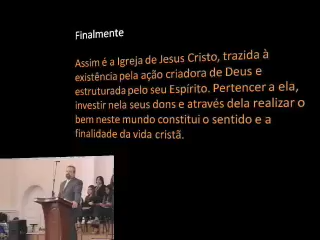 Finalmente
Assim é a Igreja de Jesus Cristo, trazida à
existência pela ação criadora de Deus e
estruturada pelo seu Espírito. Pertencer a ela,
investir nela seus dons e através dela realizar o
bem neste mundo constitui o sentido e a
finalidade da vida cristã.